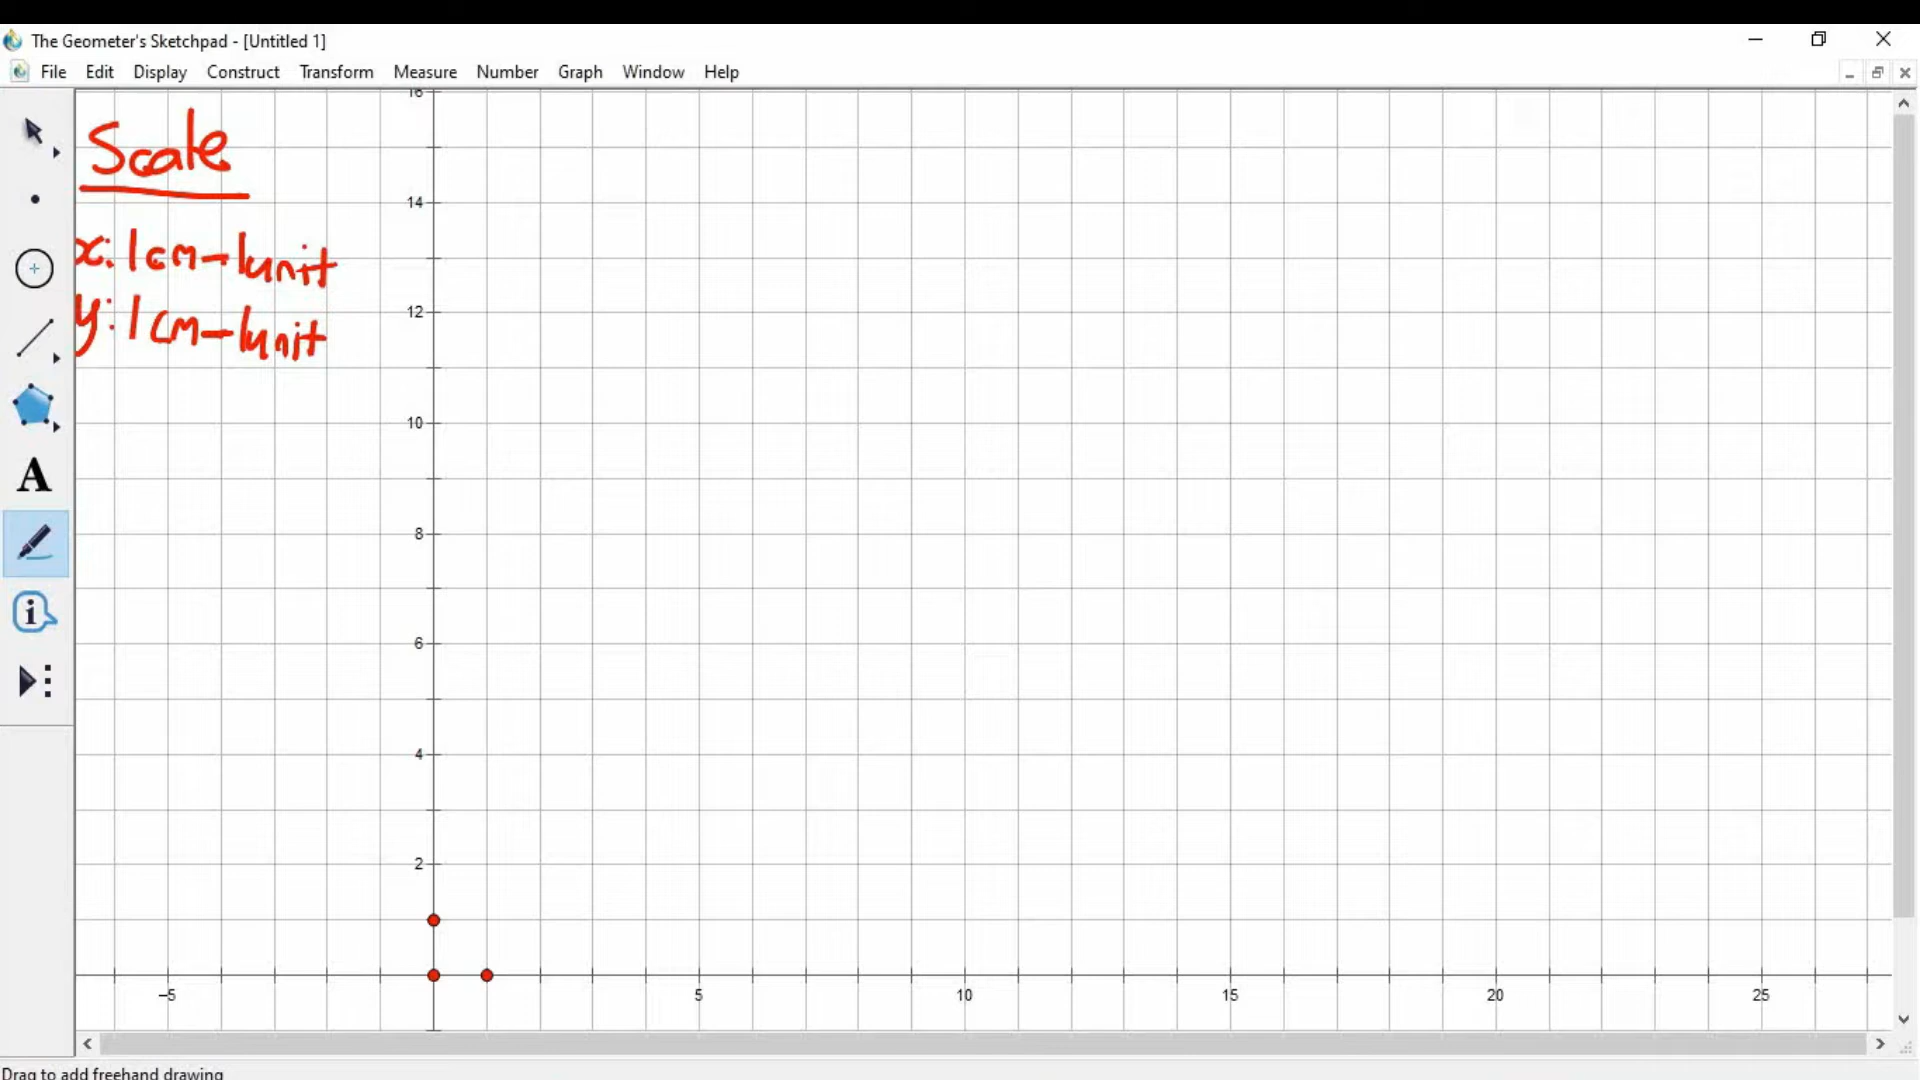 The Geometer's Sketchpad - [Untitled 1]
File Edit Display Construct Transform Measure Number Graph Window Help
16
Scale
14
x: 1cm-1unit
y: 1cm-1unit
12
10
8
A
6
4
2
-5 5 10 15 20 25
Drag to add freehand drawing